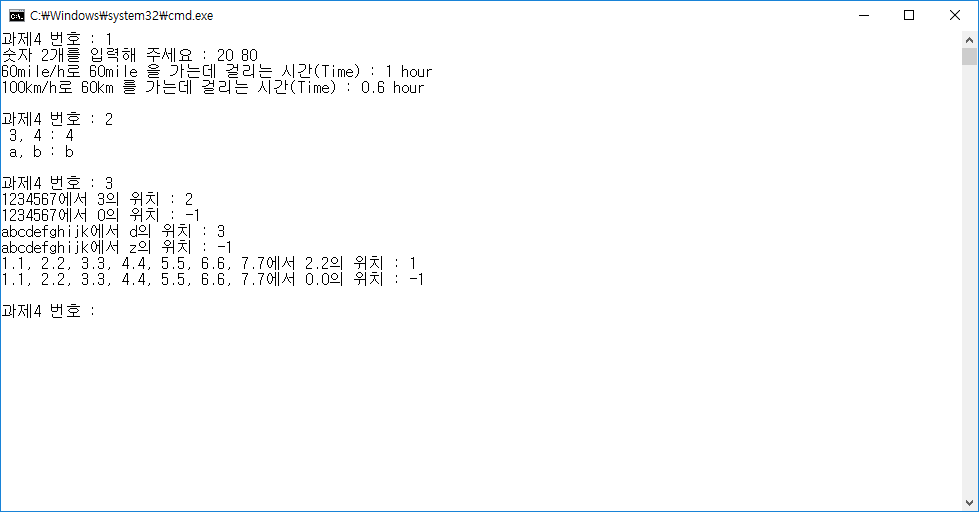 C:₩Windows₩system32₩cmd.exe
과제4 번호 : 1
숫자 2개를 입력해 주세요 : 20 80
60mile/h로 60mile 을 가는데 걸리는 시간(Time) : 1 hour
100km/h로 60km 를 가는데 걸리는 시간(Time) : 0.6 hour
과제4 번호 : 2
3, 4 : 4
a, b : b
과제4 번호 : 3
1234567에서 3의 위치 : 2
1234567에서 0의 위치 : -1
abcdefghijk에서 d의 위치 : 3
abcdefghijk에서 z의 위치 : -1
1.1, 2.2, 3.3, 4.4, 5.5, 6.6, 7.7에서 2.2의 위치 : 1
1.1, 2.2, 3.3, 4.4, 5.5, 6.6, 7.7에서 0.0의 위치 : -1
과제4 번호 :